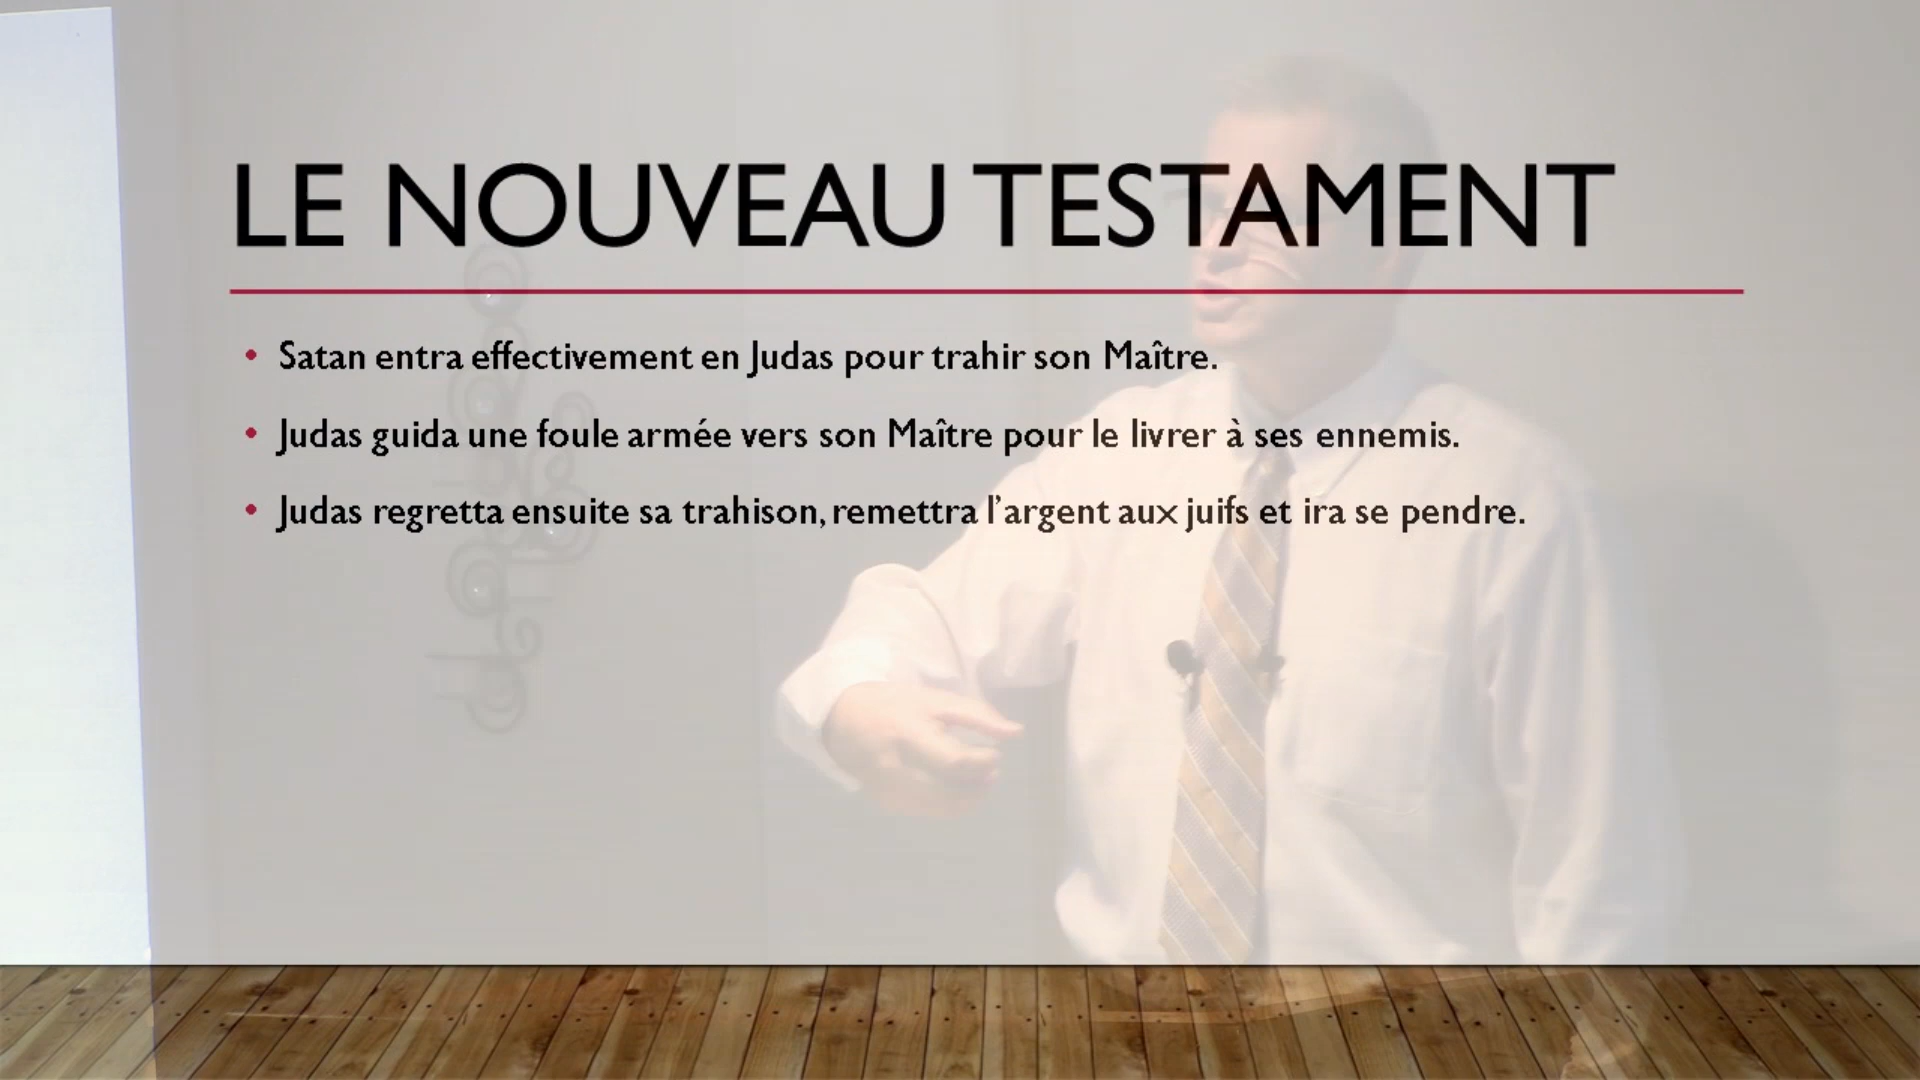 LE NOUVEAU TESTAMENT
• Satan entra effectivement en Judas pour trahir son Maître.
• Judas guida une foule armée vers son Maître pour le livrer à ses ennemis.
• Judas regretta ensuite sa trahison, remettra l’argent aux juifs et ira se pendre.